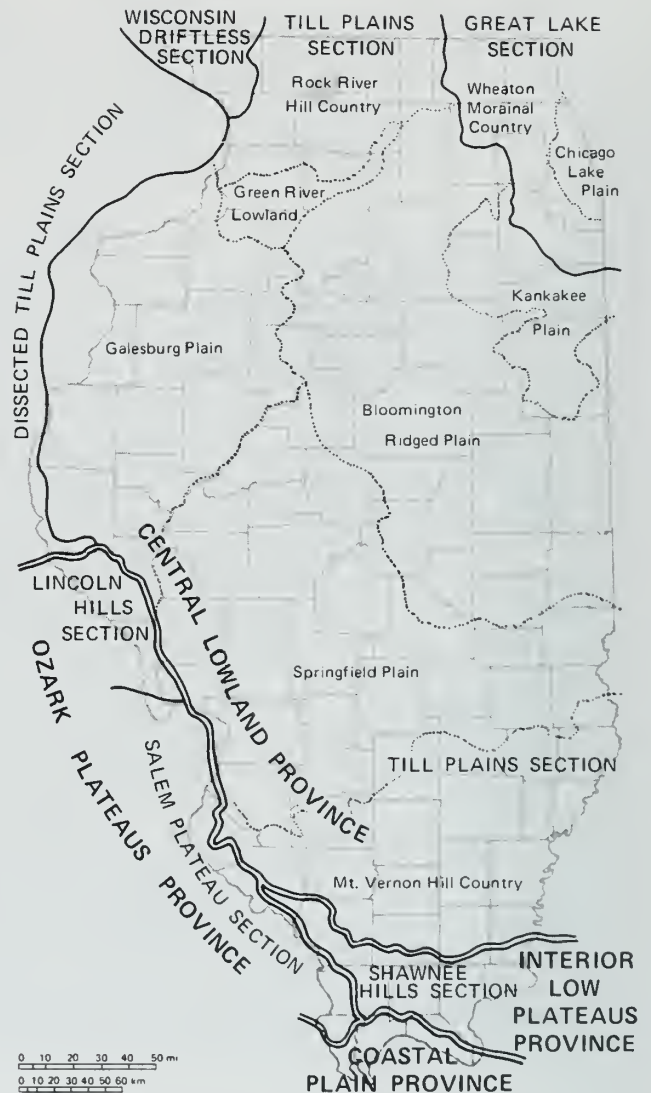 WISCONSIN
DRIFTLESS
SECTION
TILL PLAINS
SECTION
GREAT LAKE
SECTION
Rock River
Hill Country
Wheaton
Morainal
Country
Chicago
Lake
Plain
Green River
Lowland
DISSECTED TILL PLAINS SECTION
Kankakee
Plain
Galesburg Plain
Bloomington
Ridged Plain
LINCOLN
HILLS
SECTION
CENTRAL LOWLAND PROVINCE
OZARK PLATEAUS PROVINCE
Springfield Plain
SALEM PLATEAU SECTION
TILL PLAINS SECTION
Mt. Vernon Hill Country
SHAWNEE
HILLS SECTION
INTERIOR
LOW
PLATEAUS
PROVINCE
COASTAL
PLAIN PROVINCE
0 10 20 30 40 50 mi
0 10 20 30 40 50 60 km